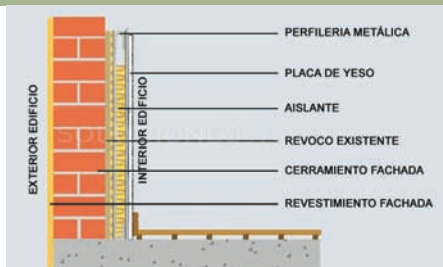 EXTERIOR EDIFICIO
INTERIOR EDIFICIO
PERFILERIA METÁLICA
PLACA DE YESO
AISLANTE
REVOCO EXISTENTE
CERRAMIENTO FACHADA
REVESTIMIENTO FACHADA